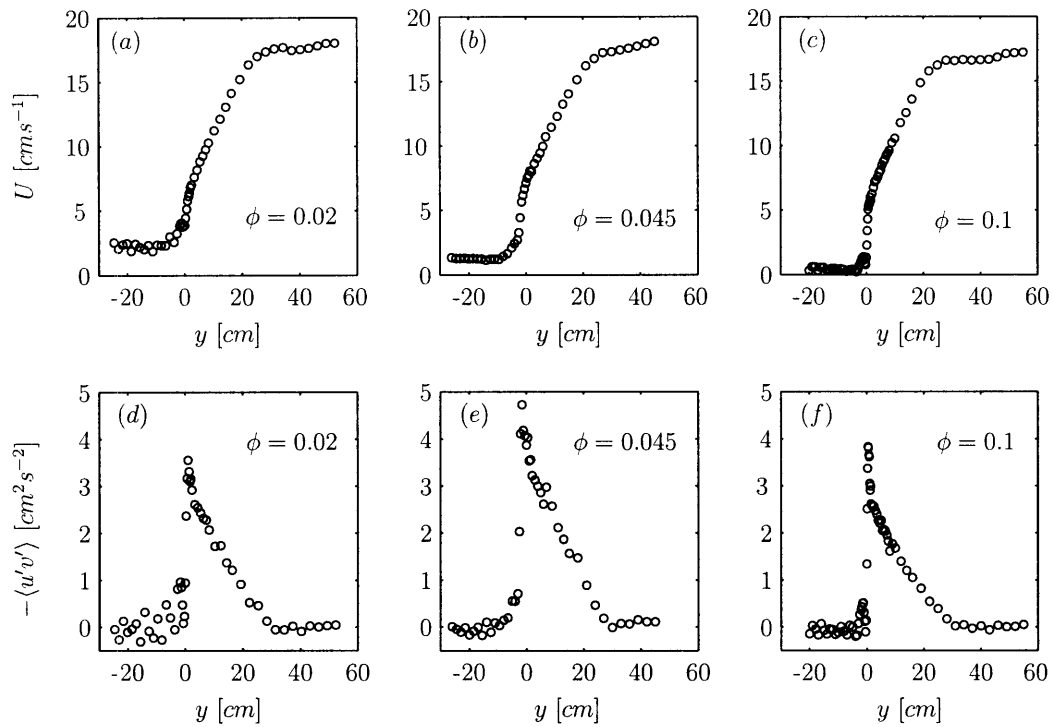 (a)
U [cm s⁻¹]
20
15
10
5
0
ϕ = 0.02
-20 0 20 40 60
y [cm]
(b)
20
15
10
5
0
ϕ = 0.045
-20 0 20 40 60
y [cm]
(c)
20
15
10
5
0
ϕ = 0.1
-20 0 20 40 60
y [cm]
(d)
−⟨u′v′⟩ [cm² s⁻²]
5
4
3
2
1
0
ϕ = 0.02
-20 0 20 40 60
y [cm]
(e)
5
4
3
2
1
0
ϕ = 0.045
-20 0 20 40 60
y [cm]
(f)
5
4
3
2
1
0
ϕ = 0.1
-20 0 20 40 60
y [cm]